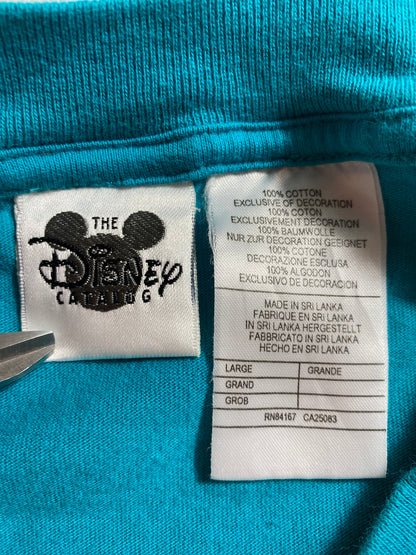 THE
Disney
CATALOG
100% COTTON
EXCLUSIVE OF DECORATION
100% COTON
EXCLUSIVEMENT DECORATION
100% BAUMWOLLE
NUR ZUR DECORATION GEEIGNET
100% COTONE
DECORAZIONE ESCLUSA
100% ALGODON
EXCLUSIVO DE DECORACION
MADE IN SRI LANKA
FABRIQUE EN SRI LANKA
IN SRI LANKA HERGESTELLT
FABBRICATO IN SRI LANKA
HECHO EN SRI LANKA
LARGE GRANDE
GRAND
GROB
RN84167 CA25083